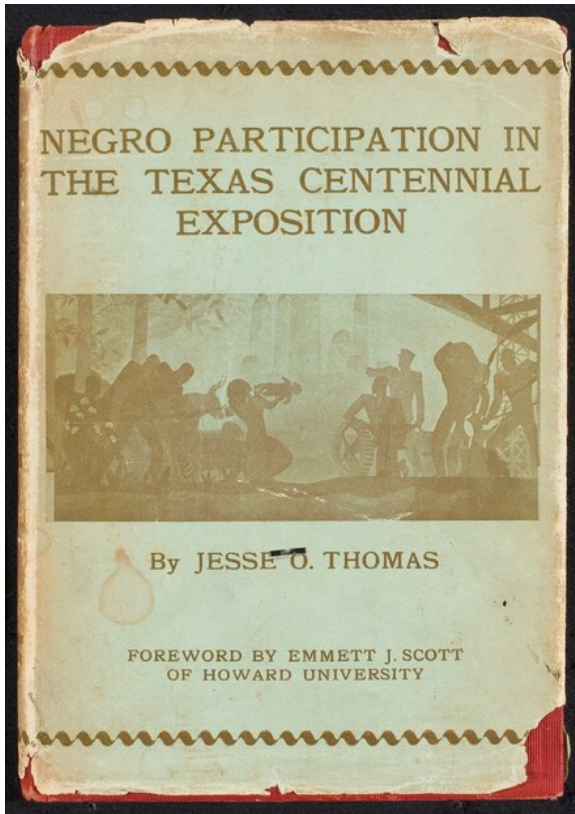 NEGRO PARTICIPATION IN
THE TEXAS CENTENNIAL
EXPOSITION
By JESSE O. THOMAS
FOREWORD BY EMMETT J. SCOTT
OF HOWARD UNIVERSITY